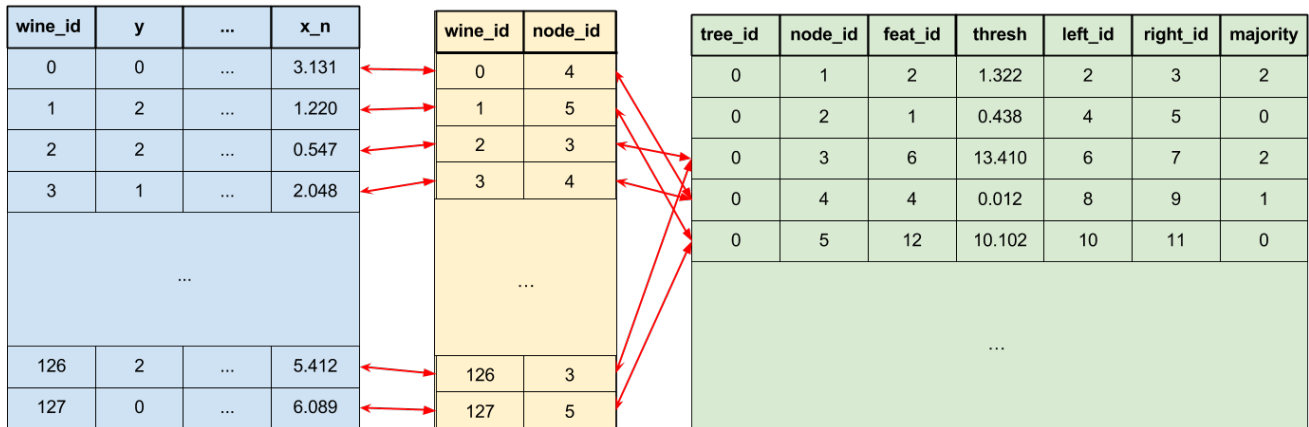 wine_id y ... x_n
0 0 ... 3.131
1 2 ... 1.220
2 2 ... 0.547
3 1 ... 2.048
...
126 2 ... 5.412
127 0 ... 6.089
wine_id node_id
0 4
1 5
2 3
3 4
...
126 3
127 5
tree_id node_id feat_id thresh left_id right_id majority
0 1 2 1.322 2 3 2
0 2 1 0.438 4 5 0
0 3 6 13.410 6 7 2
0 4 4 0.012 8 9 1
0 5 12 10.102 10 11 0
...